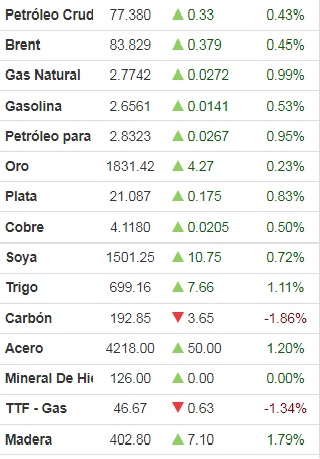 Petróleo Crud 77.380 ▲ 0.33 0.43%
Brent 83.829 ▲ 0.379 0.45%
Gas Natural 2.7742 ▲ 0.0272 0.99%
Gasolina 2.6561 ▲ 0.0141 0.53%
Petróleo para 2.8323 ▲ 0.0267 0.95%
Oro 1831.42 ▲ 4.27 0.23%
Plata 21.087 ▲ 0.175 0.83%
Cobre 4.1180 ▲ 0.0205 0.50%
Soya 1501.25 ▲ 10.75 0.72%
Trigo 699.16 ▲ 7.66 1.11%
Carbón 192.85 ▼ 3.65 -1.86%
Acero 4218.00 ▲ 50.00 1.20%
Mineral De Hie 126.00 ▲ 0.00 0.00%
TTF - Gas 46.67 ▼ 0.63 -1.34%
Madera 402.80 ▲ 7.10 1.79%